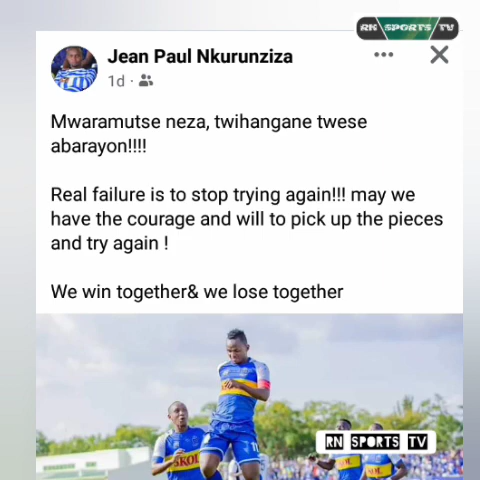 RN SPORTS TV
Jean Paul Nkurunziza
1d ·
Mwaramutse neza, twihangane twese
abarayon!!!!
Real failure is to stop trying again!!! may we
have the courage and will to pick up the pieces
and try again !
We win together& we lose together
RN SPORTS TV
SKOL
SKOL